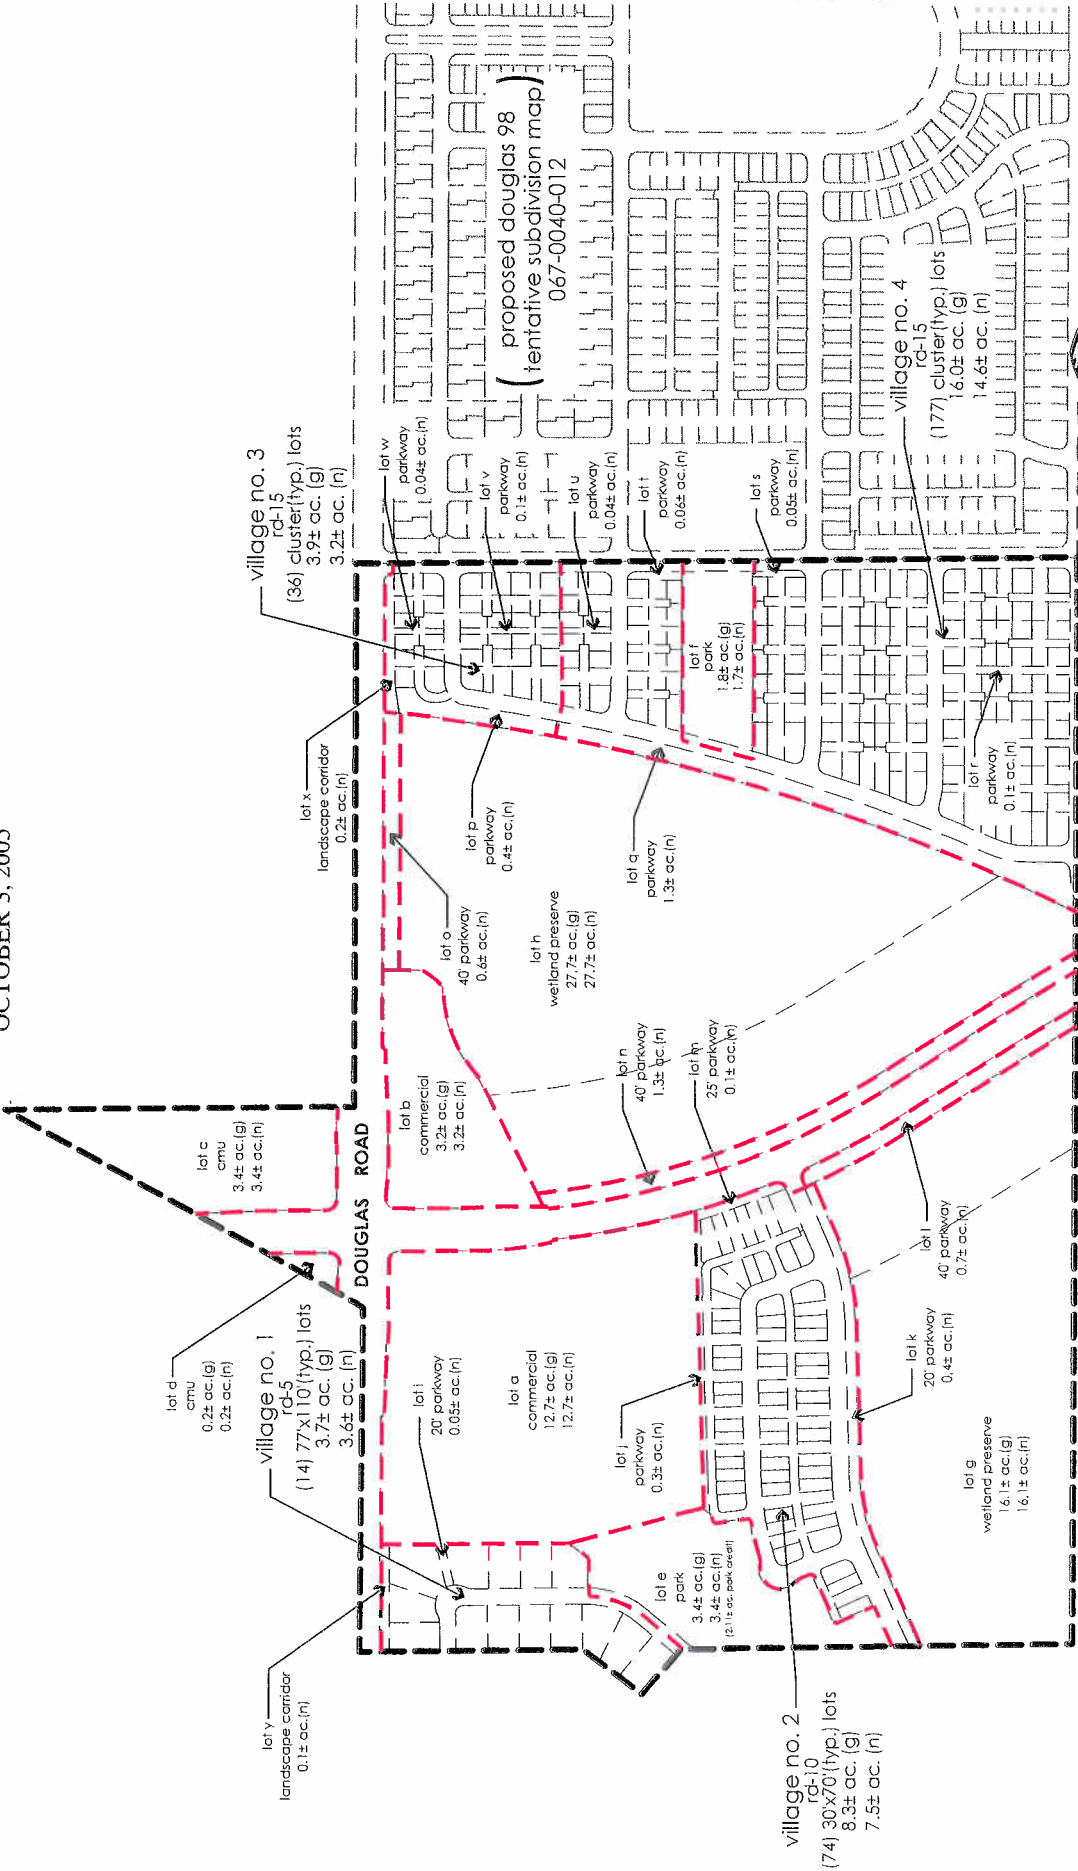 OCTOBER 3, 2005
proposed douglas 98
(tentative subdivision map)
067-0040-012
village no. 3
rd-15
(36) cluster(typ.) lots
3.9± ac. (g)
3.2± ac. (n)
lot w
parkway
0.04± ac.(n)
lot v
parkway
0.1± ac.(n)
lot u
parkway
0.04± ac.(n)
lot t
parkway
0.06± ac.(n)
lot s
parkway
0.05± ac.(n)
village no. 4
rd-15
(177) cluster(typ.) lots
16.0± ac. (g)
14.6± ac. (n)
lot x
landscape corridor
0.2± ac.(n)
lot p
parkway
0.4± ac.(n)
lot f
park
1.8± ac.(g)
1.7± ac.(n)
lot q
parkway
1.3± ac.(n)
lot r
parkway
0.1± ac.(n)
lot o
40' parkway
0.6± ac.(n)
lot h
wetland preserve
27.7± ac.(g)
27.7± ac.(n)
lot c
cmu
3.4± ac.(g)
3.4± ac.(n)
DOUGLAS ROAD
lot b
commercial
3.2± ac.(g)
3.2± ac.(n)
lot n
40' parkway
1.3± ac.(n)
lot m
25' parkway
0.1± ac.(n)
lot d
cmu
0.2± ac.(g)
0.2± ac.(n)
village no. 1
rd-5
(14) 77'x110'(typ.) lots
3.7± ac. (g)
3.6± ac. (n)
lot i
20' parkway
0.05± ac.(n)
lot a
commercial
12.7± ac.(g)
12.7± ac.(n)
lot j
parkway
0.3± ac.(n)
lot l
40' parkway
0.7± ac.(n)
lot k
20' parkway
0.4± ac.(n)
lot g
wetland preserve
16.1± ac.(g)
16.1± ac.(n)
lot e
park
3.4± ac.(g)
3.4± ac.(n)
(2.1± ac. park credit)
lot y
landscape corridor
0.1± ac.(n)
village no. 2
rd-10
(74) 30'x70'(typ.) lots
8.3± ac. (g)
7.5± ac. (n)